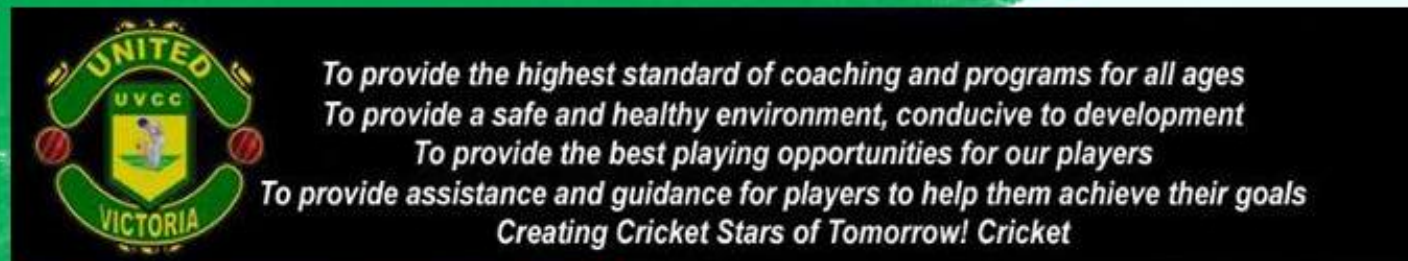 UNITED
UVCC
VICTORIA
To provide the highest standard of coaching and programs for all ages
To provide a safe and healthy environment, conducive to development
To provide the best playing opportunities for our players
To provide assistance and guidance for players to help them achieve their goals
Creating Cricket Stars of Tomorrow! Cricket